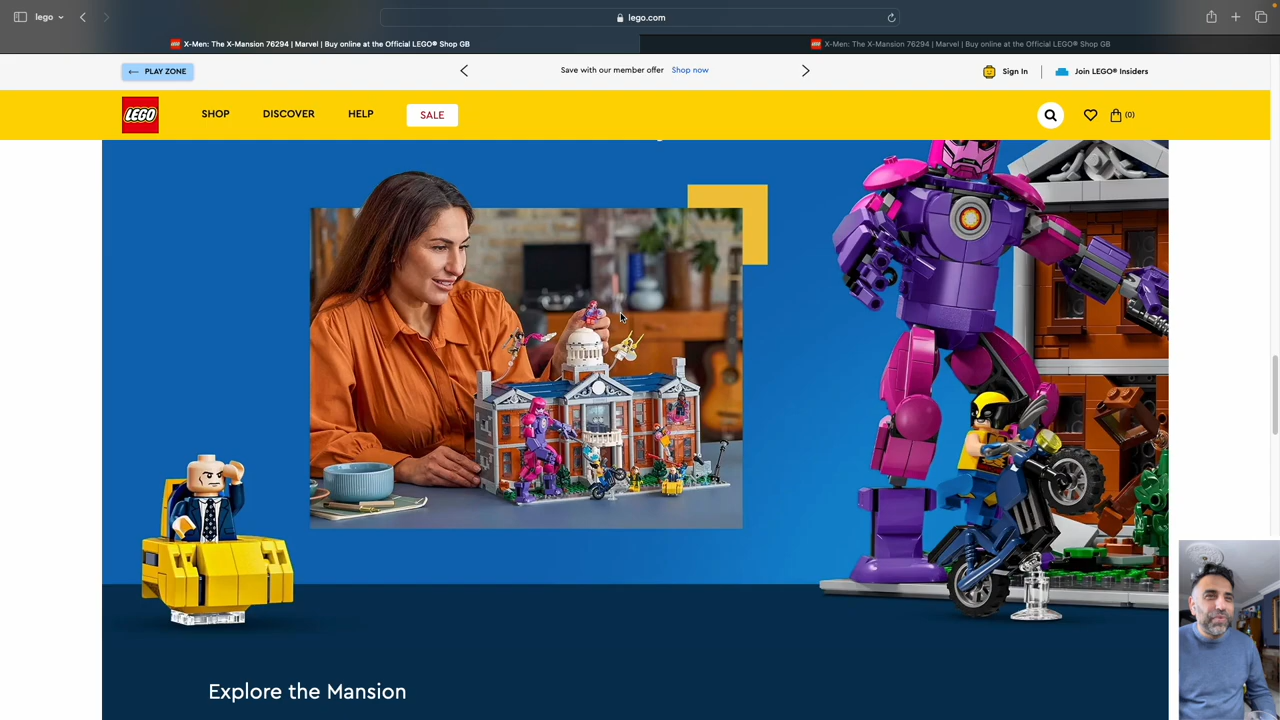 lego
lego.com
X-Men: The X-Mansion 76294 | Marvel | Buy online at the Official LEGO® Shop GB
X-Men: The X-Mansion 76294 | Marvel | Buy online at the Official LEGO® Shop GB
← PLAY ZONE
Save with our member offer Shop now
Sign In
Join LEGO® Insiders
LEGO
SHOP
DISCOVER
HELP
SALE
(0)
Explore the Mansion